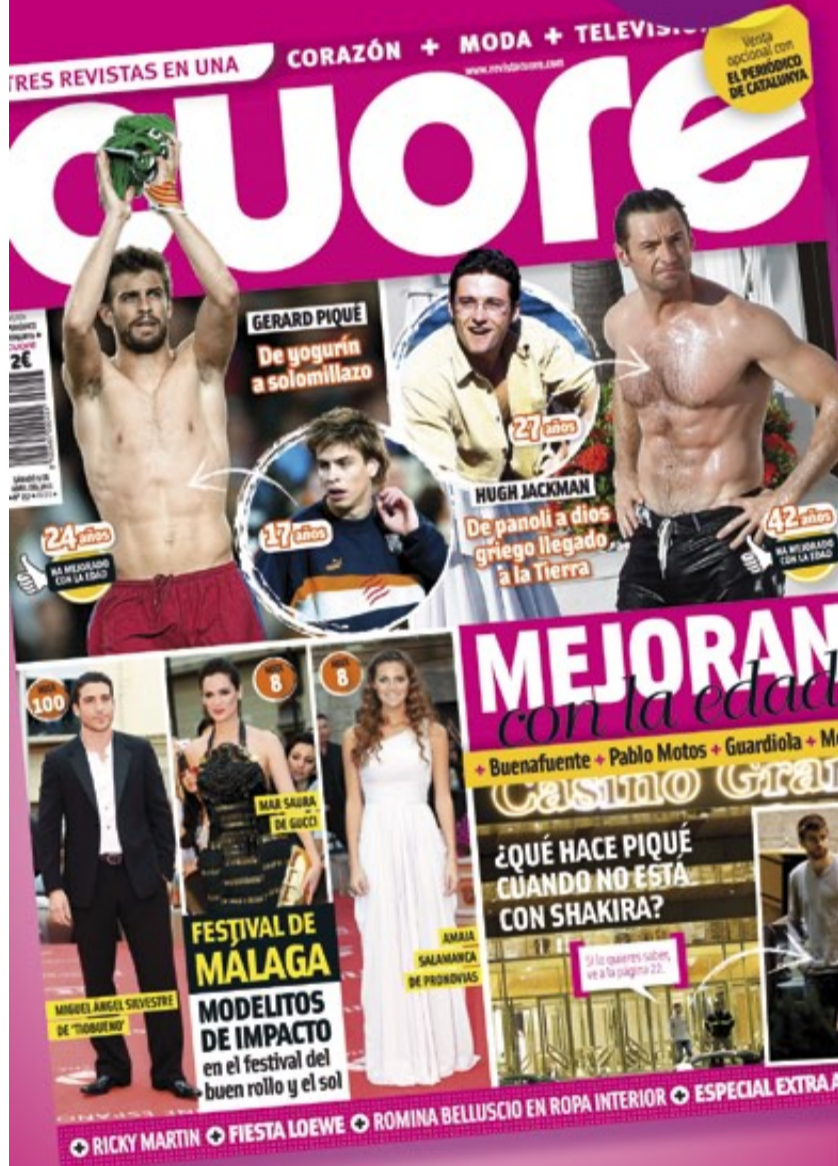 TRES REVISTAS EN UNA
CORAZÓN + MODA + TELEVISIÓ
www.revistacuore.com
Venta
opcional con
EL PERIÓDICO
DE CATALUNYA
cuore
2€
GERARD PIQUÉ
De yogurín
a solomillazo
24 años
HA MEJORADO
CON LA EDAD
17 años
27 años
HUGH JACKMAN
De panoli a dios
griego llegado
a la Tierra
42 años
HA MEJORADO
CON LA EDAD
MEJORAN
con la edad
+ Buenafuente + Pablo Motos + Guardiola + Mo
100
8
8
MIGUEL ANGEL SILVESTRE
DE 'TIOBUENO'
MAR SAURA
DE GUCCI
AMAIA
SALAMANCA
DE PRONOVIAS
FESTIVAL DE
MÁLAGA
MODELITOS
DE IMPACTO
en el festival del
buen rollo y el sol
Casino Gran
¿QUÉ HACE PIQUÉ
CUANDO NO ESTÁ
CON SHAKIRA?
Si lo quieres saber,
ve a la página 22.
+ RICKY MARTIN + FIESTA LOEWE + ROMINA BELLUSCIO EN ROPA INTERIOR + ESPECIAL EXTRA A